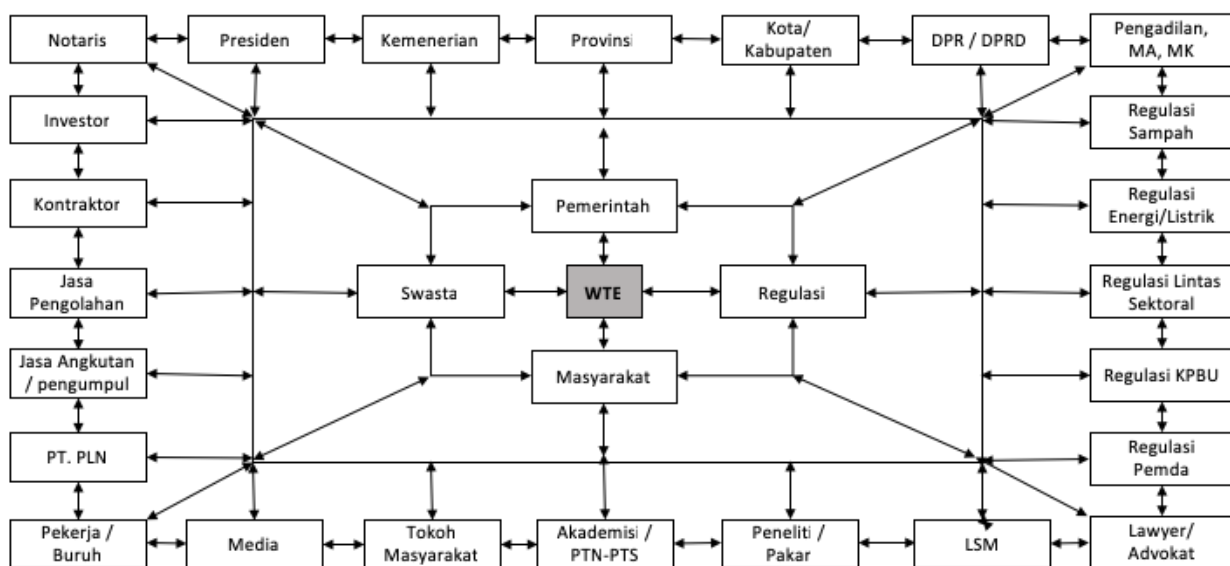 Notaris
Presiden
Kemenerian
Provinsi
Kota/
Kabupaten
DPR / DPRD
Pengadilan,
MA, MK
Investor
Regulasi
Sampah
Kontraktor
Pemerintah
Regulasi
Energi/Listrik
Jasa
Pengolahan
Swasta
WTE
Regulasi
Regulasi Lintas
Sektoral
Jasa Angkutan
/ pengumpul
Masyarakat
Regulasi KPBU
PT. PLN
Regulasi
Pemda
Pekerja /
Buruh
Media
Tokoh
Masyarakat
Akademisi /
PTN-PTS
Peneliti /
Pakar
LSM
Lawyer/
Advokat